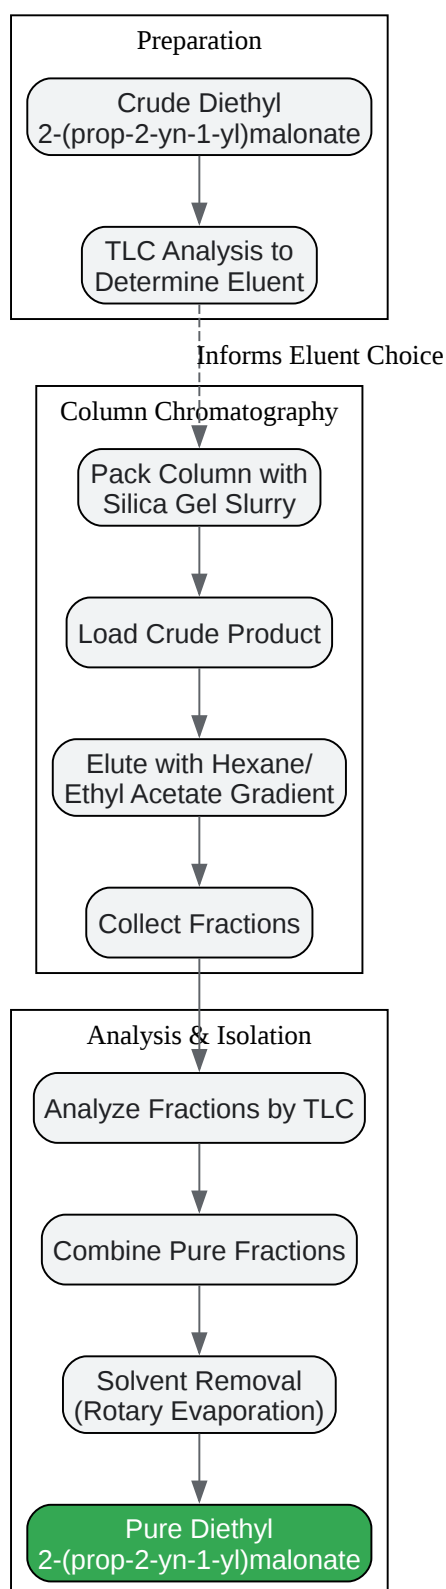 Preparation
Crude Diethyl
2-(prop-2-yn-1-yl)malonate
TLC Analysis to
Determine Eluent
Informs Eluent Choice
Column Chromatography
Pack Column with
Silica Gel Slurry
Load Crude Product
Elute with Hexane/
Ethyl Acetate Gradient
Collect Fractions
Analysis & Isolation
Analyze Fractions by TLC
Combine Pure Fractions
Solvent Removal
(Rotary Evaporation)
Pure Diethyl
2-(prop-2-yn-1-yl)malonate